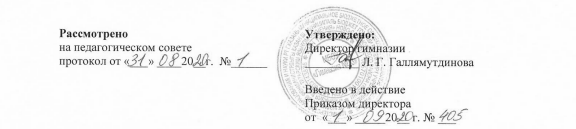 Рассмотрено
на педагогическом совете
протокол от «31» 08 2020г. № 1
Утверждено:
Директор гимназии
Л. Г. Галлямутдинова
Введено в действие
Приказом директора
от « 1 » 09 2020 г. № 405